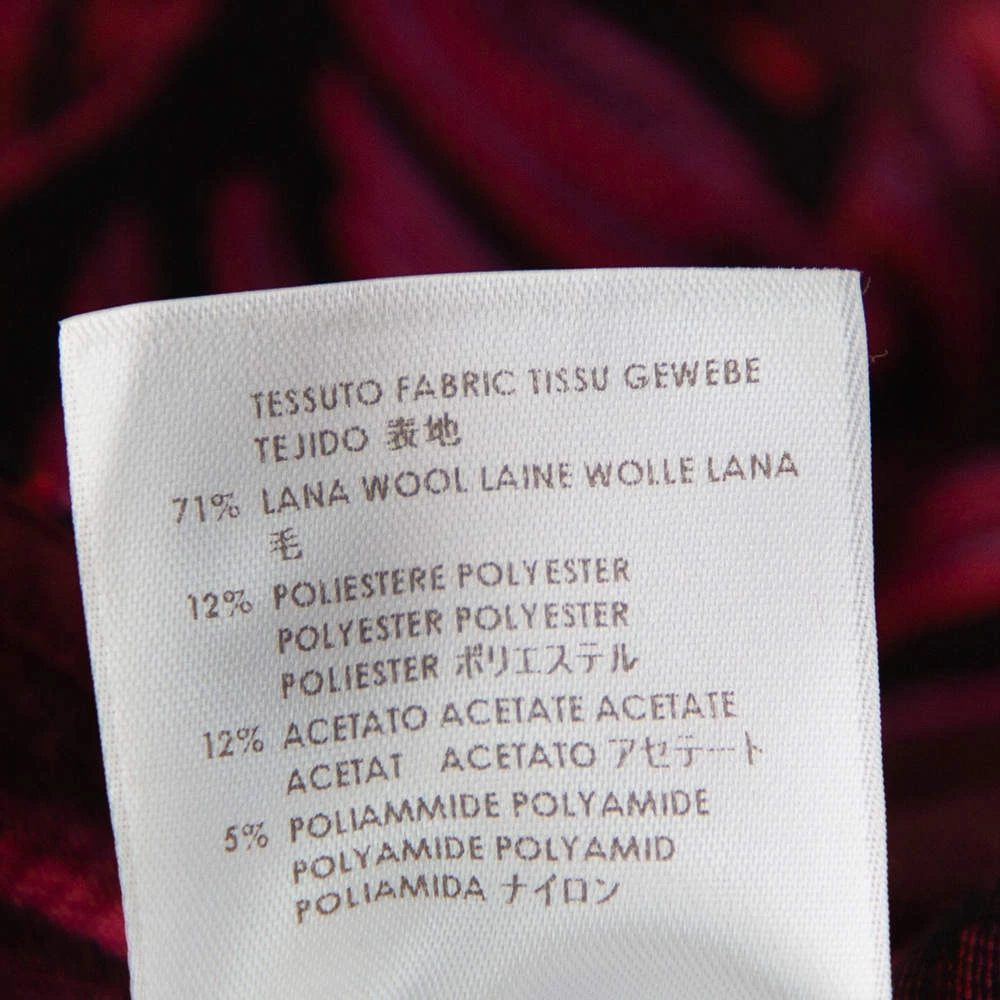 TESSUTO FABRIC TISSU GEWEBE
TEJIDO 表地
71% LANA WOOL LAINE WOLLE LANA
毛
12% POLIESTERE POLYESTER
POLYESTER POLYESTER
POLIESTER ポリエステル
12% ACETATO ACETATE ACETATE
ACETAT ACETATO アセテート
5% POLIAMMIDE POLYAMIDE
POLYAMIDE POLYAMID
POLIAMIDA ナイロン